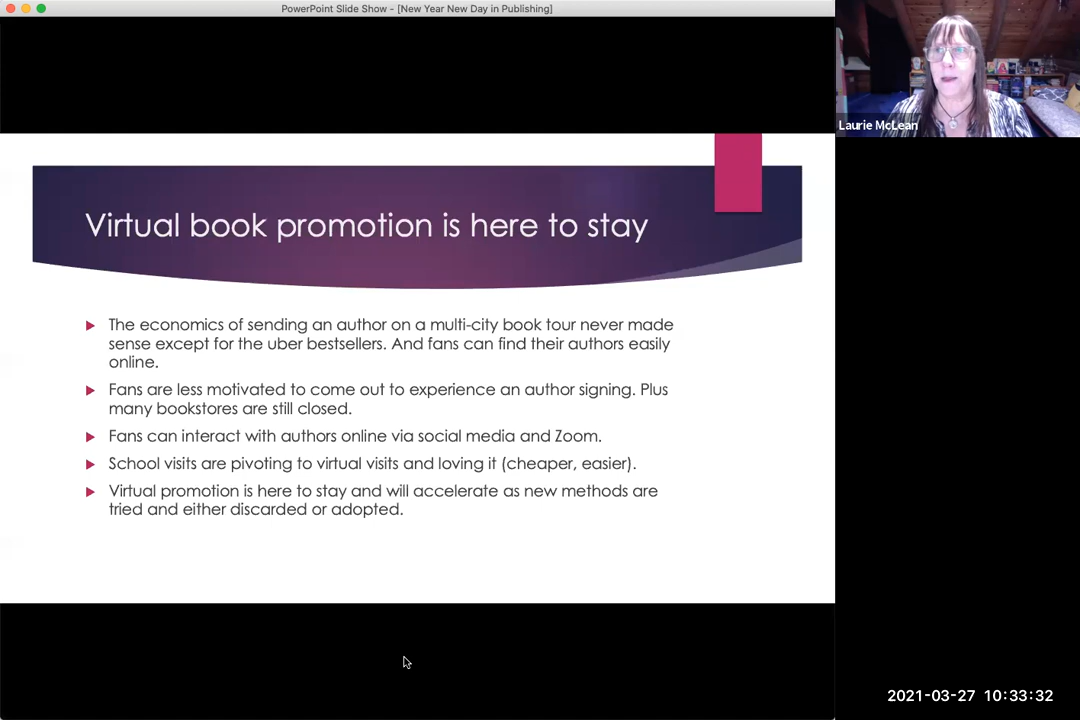 PowerPoint Slide Show - [New Year New Day in Publishing]
Laurie McLean
Virtual book promotion is here to stay
The economics of sending an author on a multi-city book tour never made
sense except for the uber bestsellers. And fans can find their authors easily
online.
Fans are less motivated to come out to experience an author signing. Plus
many bookstores are still closed.
Fans can interact with authors online via social media and Zoom.
School visits are pivoting to virtual visits and loving it (cheaper, easier).
Virtual promotion is here to stay and will accelerate as new methods are
tried and either discarded or adopted.
2021-03-27 10:33:32